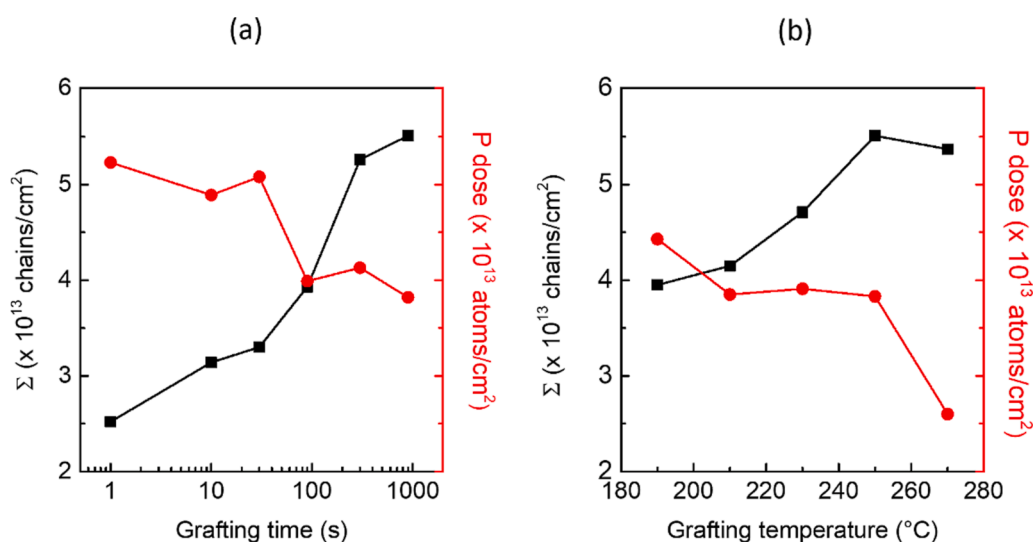 (a)
6
5
4
3
2
Σ (x 10¹³ chains/cm²)
P dose (x 10¹³ atoms/cm²)
1
10
100
1000
Grafting time (s)
(b)
6
5
4
3
2
Σ (x 10¹³ chains/cm²)
P dose (x 10¹³ atoms/cm²)
180
200
220
240
260
280
Grafting temperature (°C)